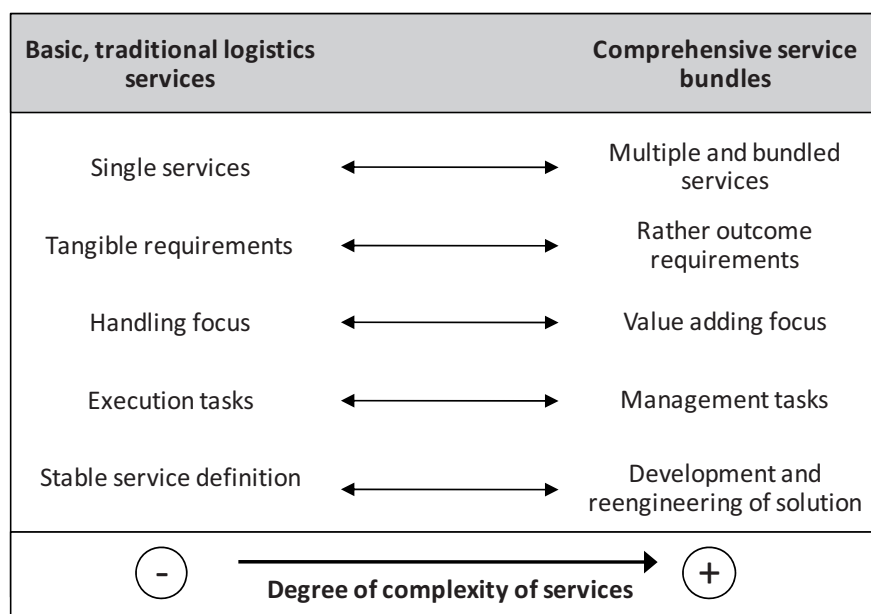 Basic, traditional logistics
services
Comprehensive service
bundles
Single services
Multiple and bundled
services
Tangible requirements
Rather outcome
requirements
Handling focus
Value adding focus
Execution tasks
Management tasks
Stable service definition
Development and
reengineering of solution
-
+
Degree of complexity of services